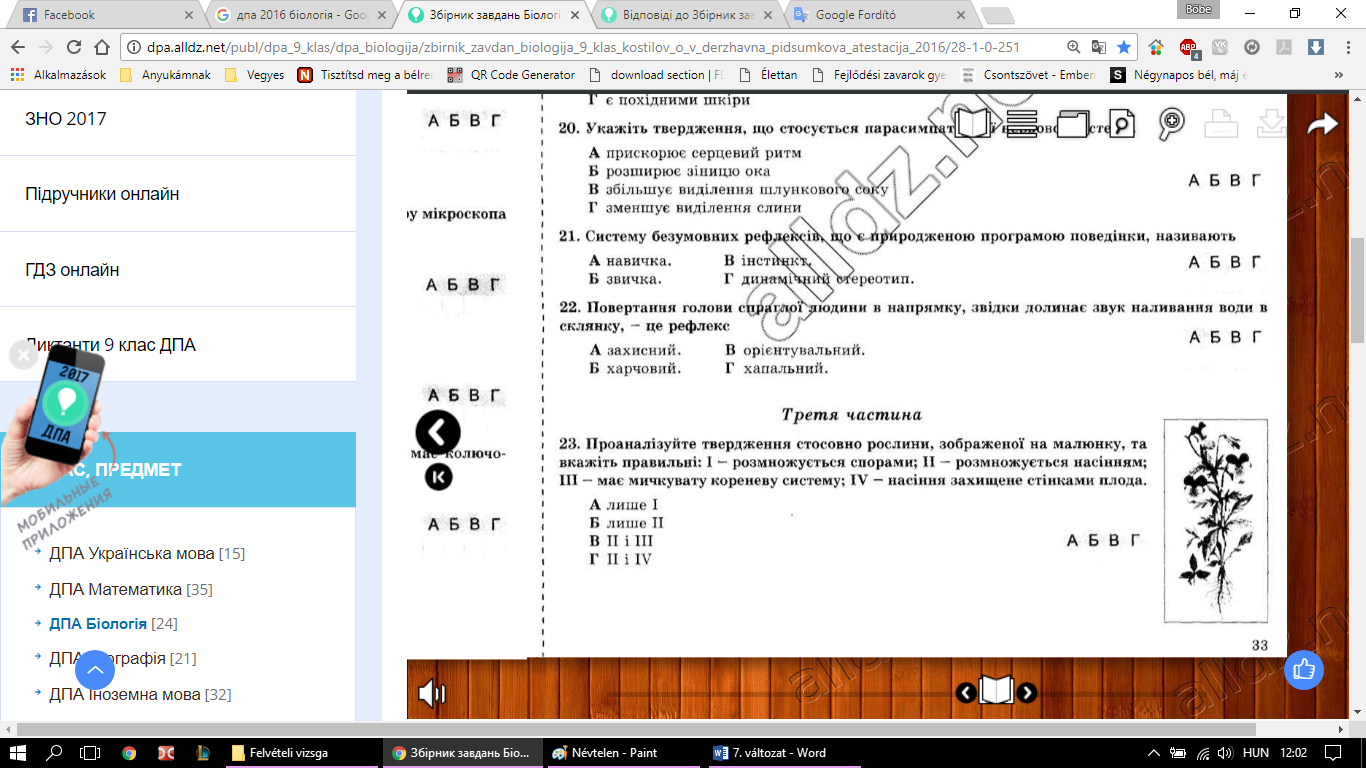 Facebook
дпа 2016 біологія - Goo
Збірник завдань Біологі
Відповіді до Збірник зав
Google Fordító
Böbe
dpa.alldz.net/publ/dpa_9_klas/dpa_biologija/zbirnik_zavdan_biologija_9_klas_kostilov_o_v_derzhavna_pidsumkova_atestacija_2016/28-1-0-251
Alkalmazások
Anyukámnak
Vegyes
Tisztítsd meg a bélrer
QR Code Generator
download section | FL
Élettan
Fejlődési zavarok gye
Csontszövet - Emberi
Négynapos bél, máj é
ЗНО 2017
Підручники онлайн
ГДЗ онлайн
Диктанти 9 клас ДПА
2017
ДПА
АС, ПРЕДМЕТ
МОБИЛЬНЫЕ
ПРИЛОЖЕНИЯ
ДПА Українська мова [15]
ДПА Математика [35]
ДПА Біологія [24]
ДПА Географія [21]
ДПА Іноземна мова [32]
А Б В Г
ру мікроскопа
А Б В Г
А Б В Г
має колючо-
А Б В Г
Г є похідними шкіри
20. Укажіть твердження, що стосується
А прискорює серцевий ритм
Б розширює зіницю ока
В збільшує виділення шлункового соку
Г зменшує виділення слини
А Б В Г
21. Систему безумовних рефлексів, що є природженою програмою поведінки, називають
А навичка. В інстинкт.
Б звичка. Г динамічний стереотип.
А Б В Г
22. Повертання голови спраглої людини в напрямку, звідки долинає звук наливання води в
склянку, – це рефлекс
А захисний. В орієнтувальний.
Б харчовий. Г хапальний.
А Б В Г
Третя частина
23. Проаналізуйте твердження стосовно рослини, зображеної на малюнку, та
вкажіть правильні: I – розмножується спорами; II – розмножується насінням;
III – має мичкувату кореневу систему; IV – насіння захищене стінками плода.
А лише I
Б лише II
В II і III
Г II і IV
А Б В Г
33
alldz.net
alldz.n
Felvételi vizsga
Збірник завдань Біо...
Névtelen - Paint
7. változat - Word
HUN
12:02